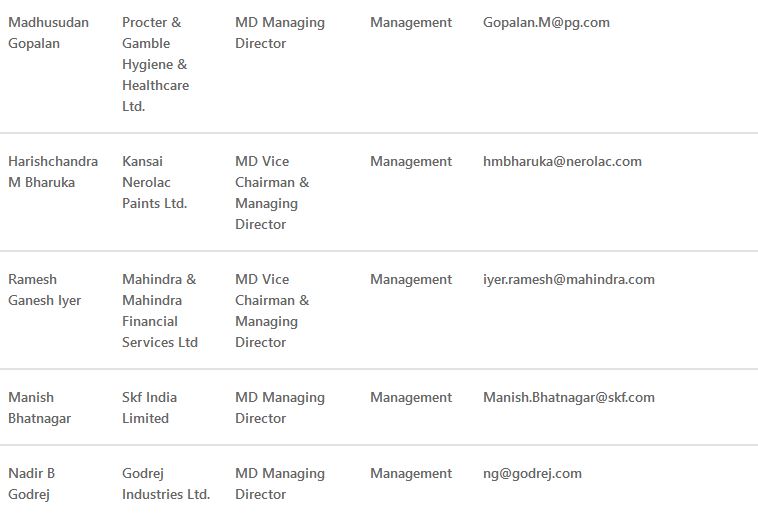 Madhusudan Procter & MD Managing Management Gopalan.M@pg.com
Gopalan Gamble Director
Hygiene &
Healthcare
Ltd.
Harishchandra Kansai MD Vice Management hmbharuka@nerolac.com
M Bharuka Nerolac Chairman &
Paints Ltd. Managing
Director
Ramesh Mahindra & MD Vice Management iyer.ramesh@mahindra.com
Ganesh Iyer Mahindra Chairman &
Financial Managing
Services Ltd Director
Manish Skf India MD Managing Management Manish.Bhatnagar@skf.com
Bhatnagar Limited Director
Nadir B Godrej MD Managing Management ng@godrej.com
Godrej Industries Ltd. Director